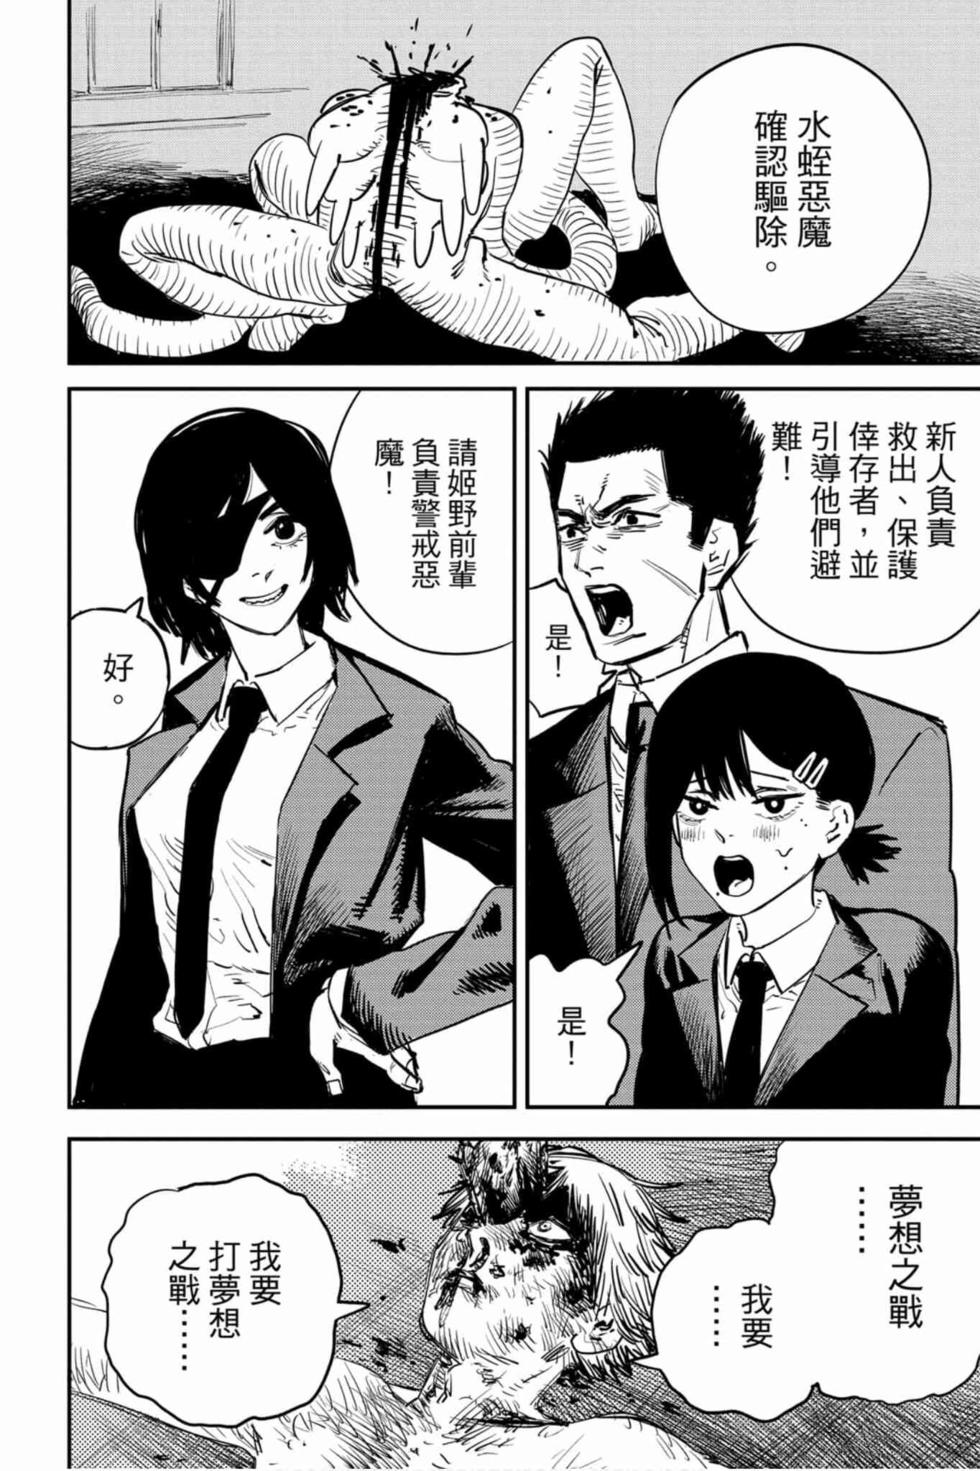 水蛭惡魔
確認驅除。
新人負責
救出、保護
倖存者，並
引導他們避
難！
是！
是！
請姬野前輩
負責警戒惡
魔！
好。
夢想之戰
……
我要
……
我要
打夢想
之戰……